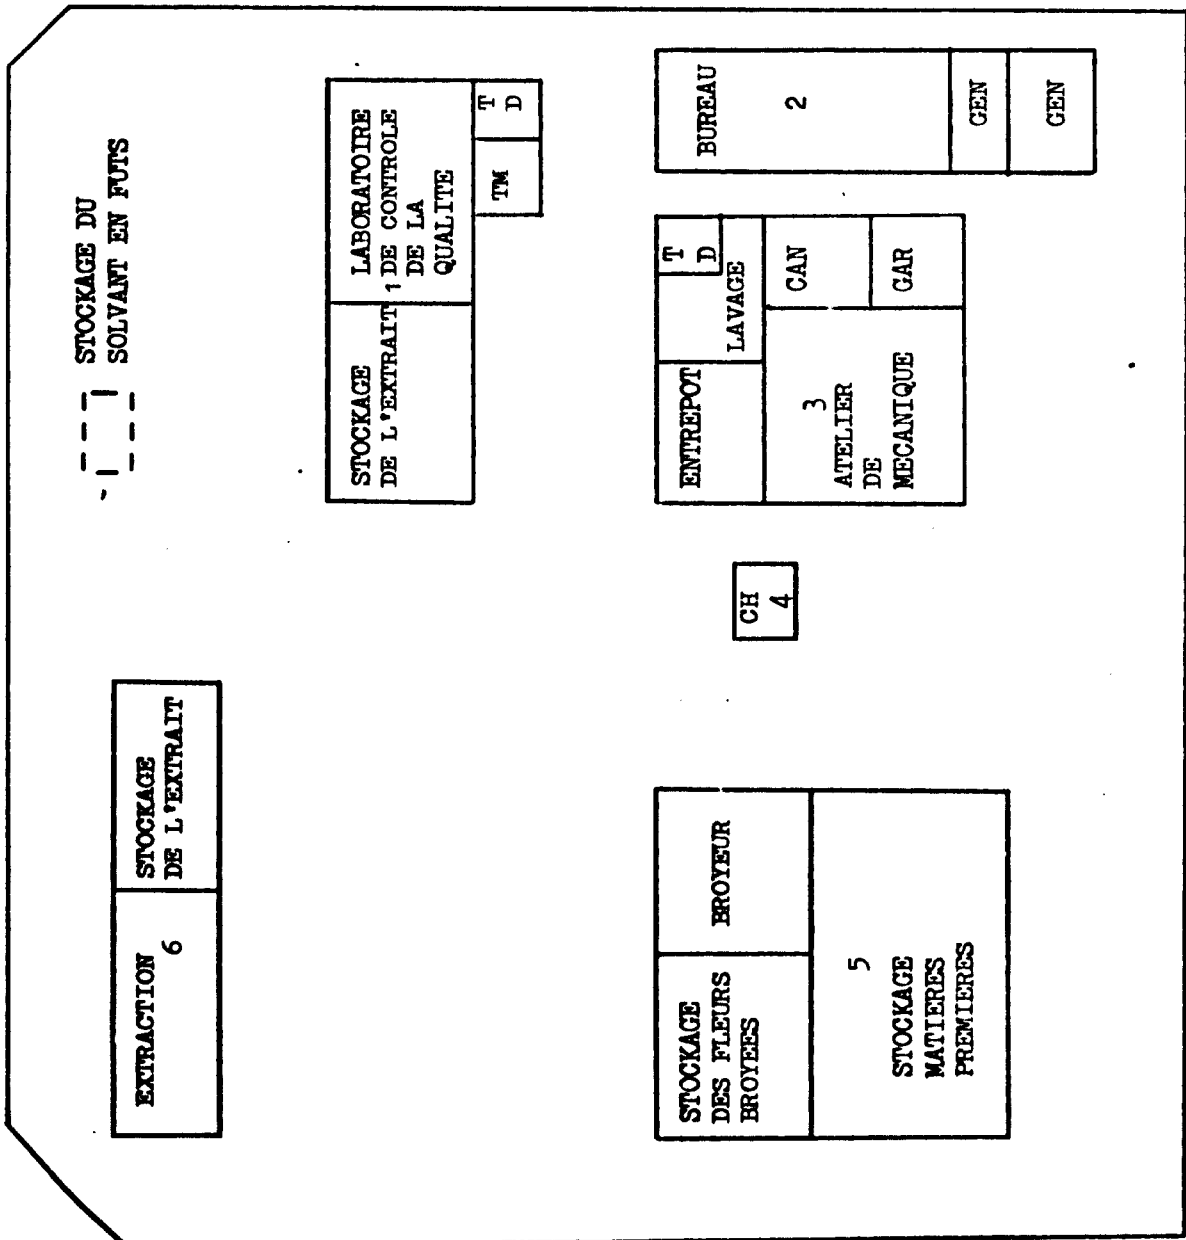 STOCKAGE DU
SOLVANT EN FUTS
EXTRACTION
6
STOCKAGE
DE L'EXTRAIT
STOCKAGE
DE L'EXTRAIT
1
LABORATOIRE
DE CONTROLE
DE LA
QUALITE
TM
T
D
STOCKAGE
DES FLEURS
BROYEES
BROYEUR
5
STOCKAGE
MATIERES
PREMIERES
CH
4
ENTREPOT
LAVAGE
T
D
3
ATELIER
DE
MECANIQUE
CAN
GAR
BUREAU
2
GEN
GEN